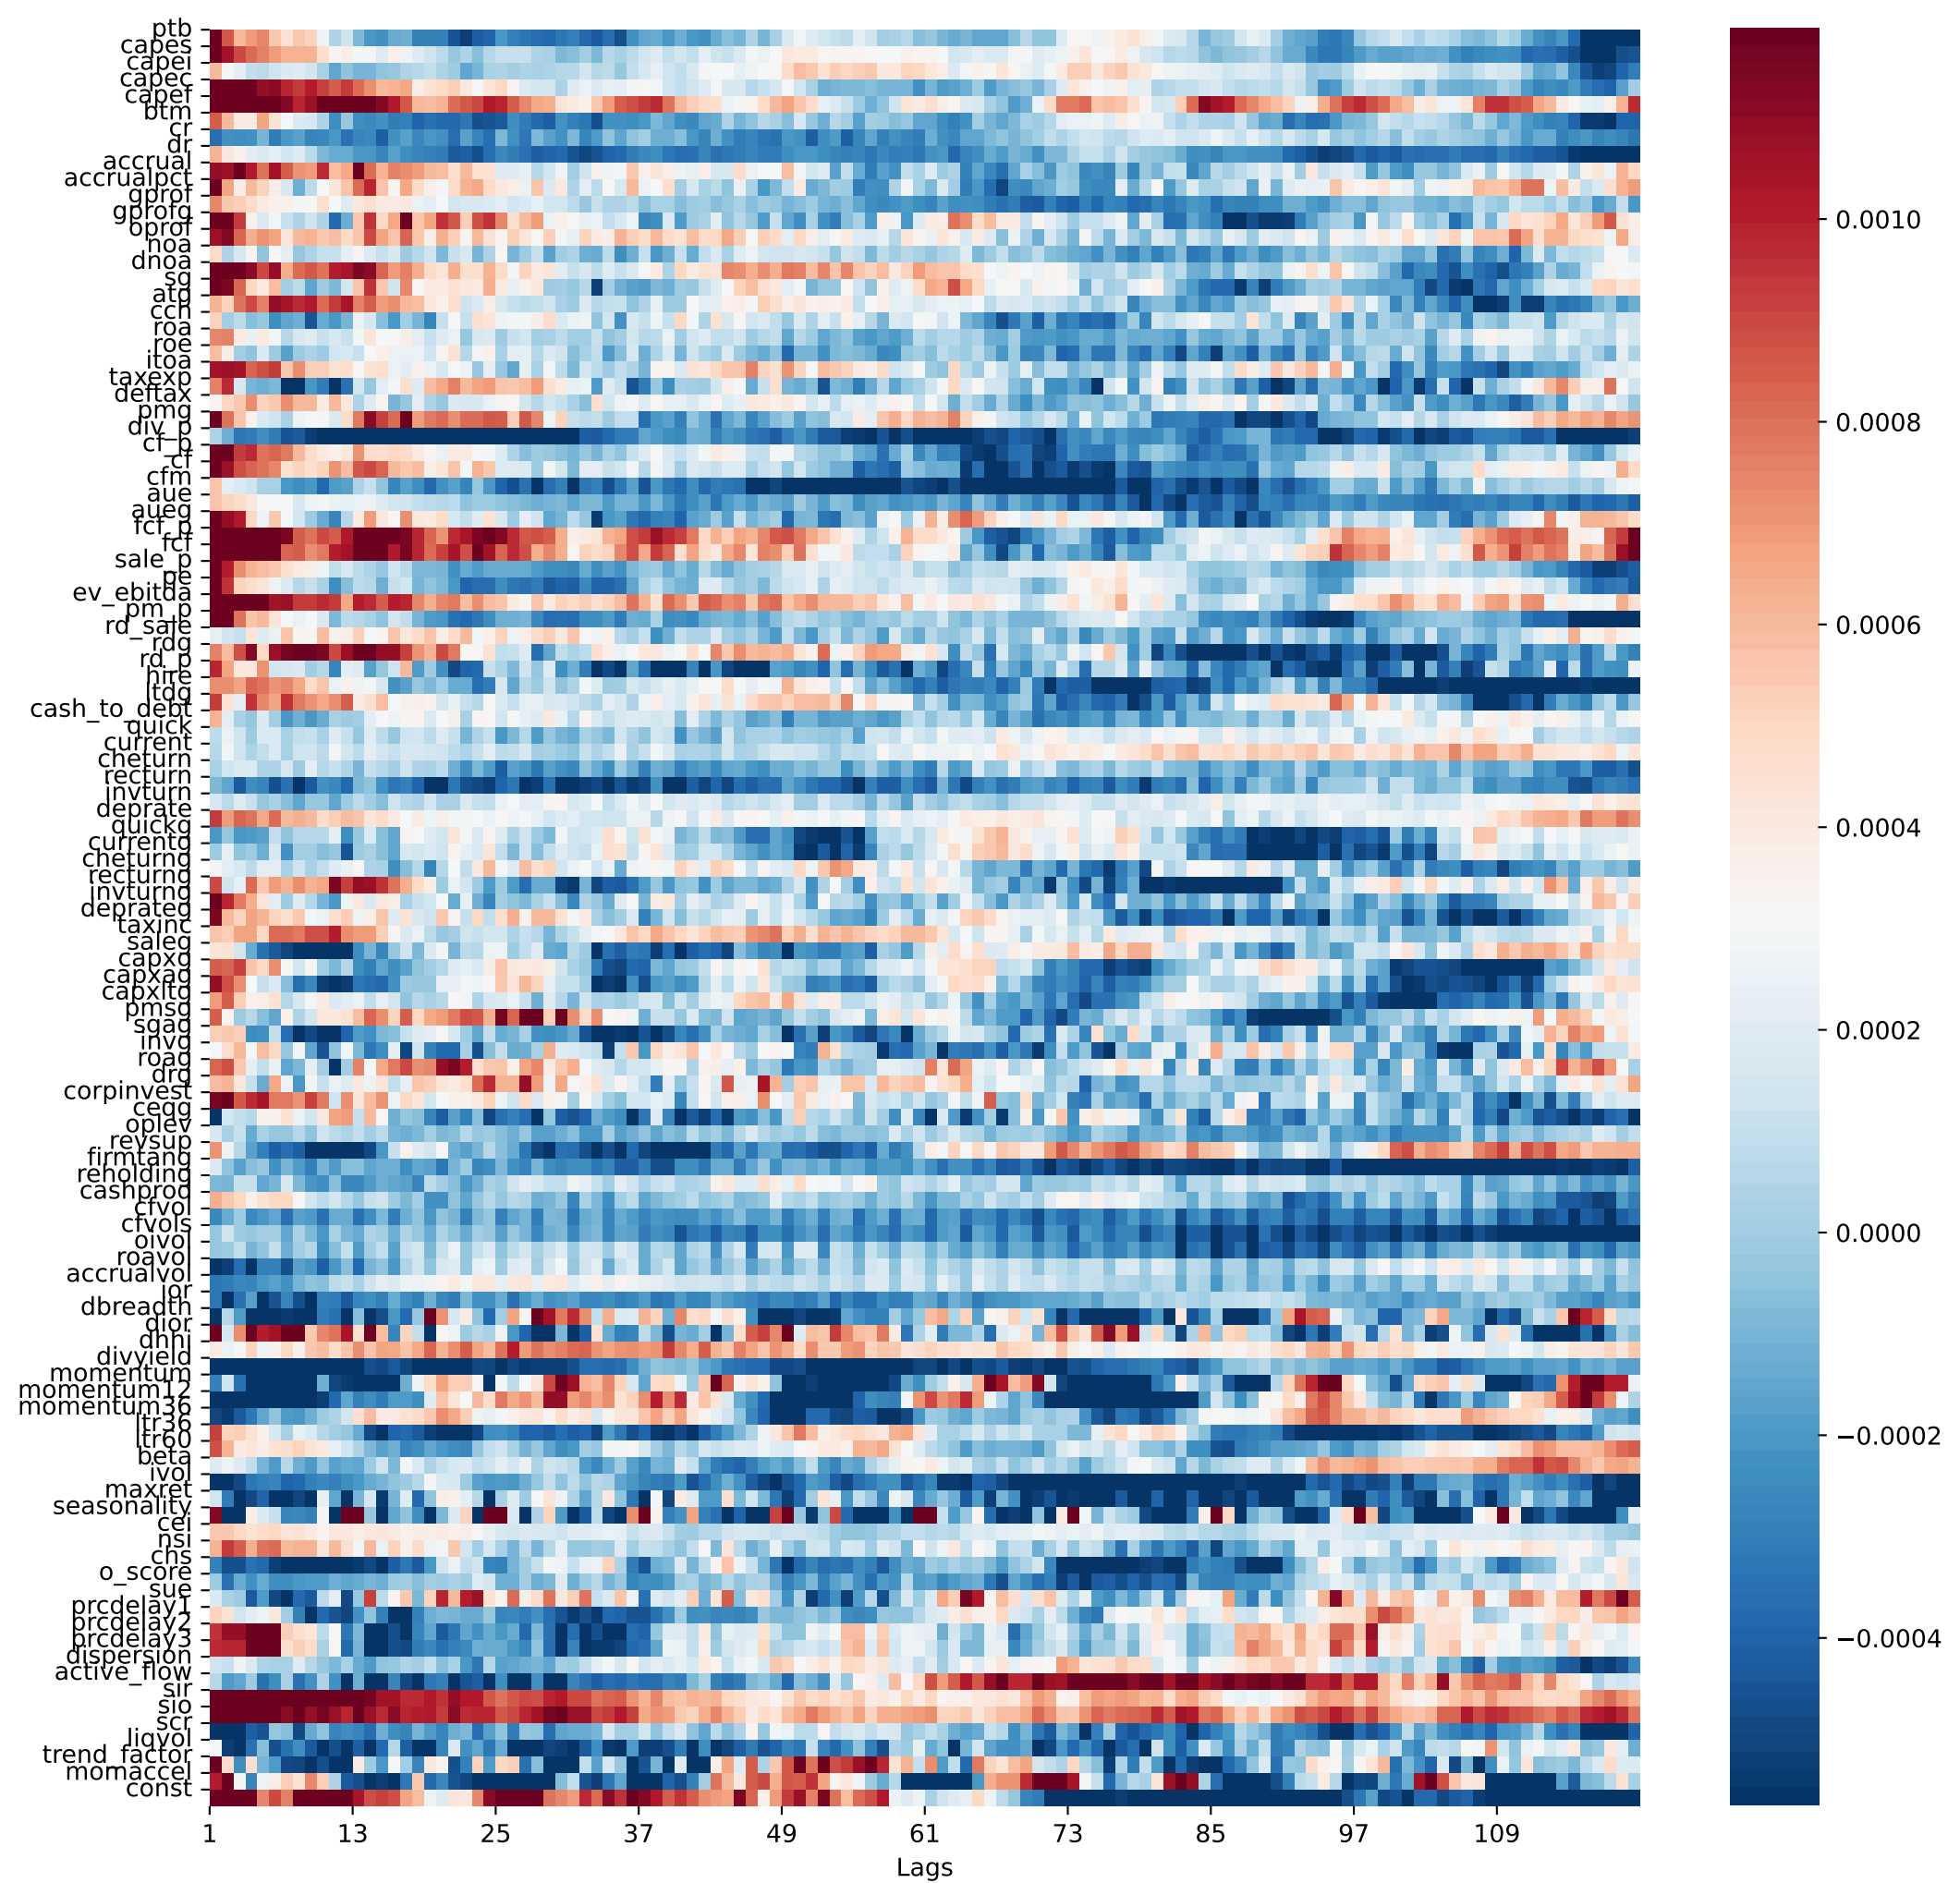 ptb
capes
capei
capec
capef
btm
cr
dr
accrual
accrualpct
gprof
gprofg
oprof
noa
dnoa
sg
atg
cch
roa
roe
itoa
taxexp
deftax
pmg
div_p
cf_p
cf
cfm
aue
aueg
fcf_p
fcf
sale_p
pe
ev_ebitda
pm_p
rd_sale
rdg
rd_p
hire
ltdg
cash_to_debt
quick
current
cheturn
recturn
invturn
deprate
quickg
currentg
cheturng
recturng
invturng
deprateg
taxinc
saleg
capxg
capxag
capxitg
pmsg
sgag
invg
roag
drg
corpinvest
ceqg
oplev
revsup
firmtang
reholding
cashprod
cfvol
cfvols
oivol
roavol
accrualvol
ior
dbreadth
dior
dhhi
divyield
momentum
momentum12
momentum36
ltr36
ltr60
beta
ivol
maxret
seasonality
cei
nsi
chs
o_score
sue
prcdelay1
prcdelay2
prcdelay3
dispersion
active_flow
sir
sio
scr
liqvol
trend_factor
momaccel
const
1 13 25 37 49 61 73 85 97 109
Lags
0.0010
0.0008
0.0006
0.0004
0.0002
0.0000
−0.0002
−0.0004